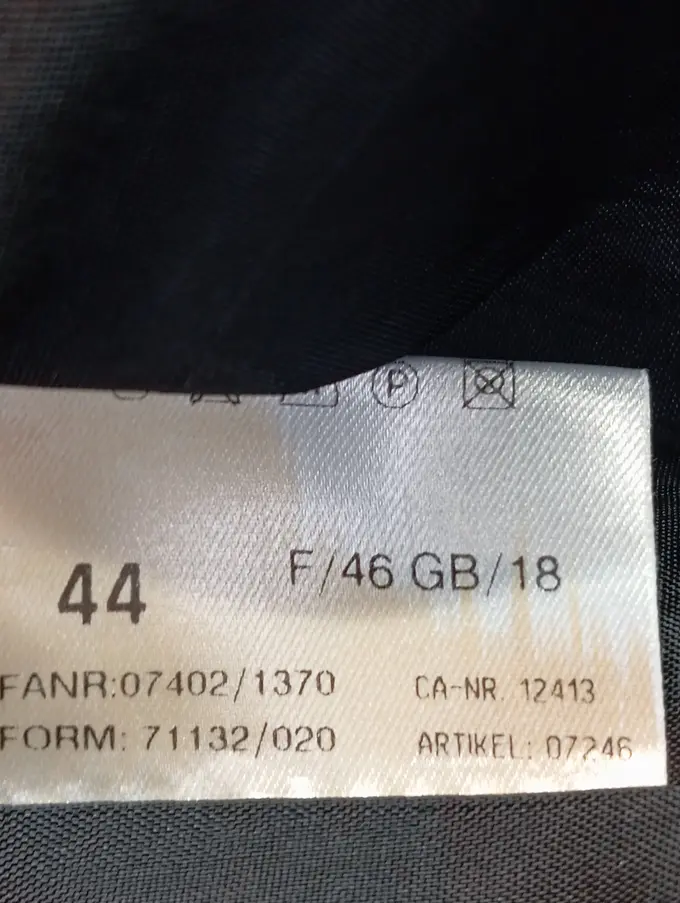 P
44 F/46 GB/18
FANR:07402/1370 CA-NR. 12413
FORM: 71132/020 ARTIKEL: 07246